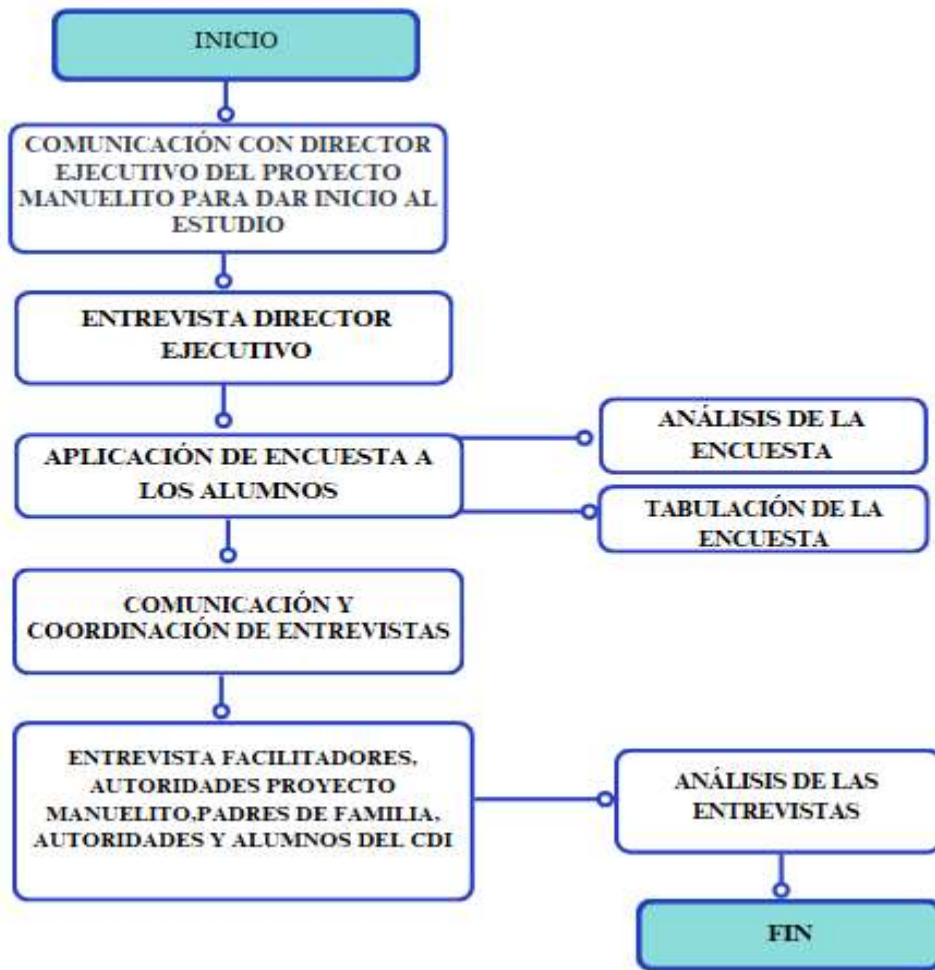 INICIO
COMUNICACIÓN CON DIRECTOR
EJECUTIVO DEL PROYECTO
MANUELITO PARA DAR INICIO AL
ESTUDIO
ENTREVISTA DIRECTOR
EJECUTIVO
APLICACIÓN DE ENCUESTA A
LOS ALUMNOS
ANÁLISIS DE LA
ENCUESTA
TABULACIÓN DE LA
ENCUESTA
COMUNICACIÓN Y
COORDINACIÓN DE ENTREVISTAS
ENTREVISTA FACILITADORES,
AUTORIDADES PROYECTO
MANUELITO,PADRES DE FAMILIA,
AUTORIDADES Y ALUMNOS DEL CDI
ANÁLISIS DE LAS
ENTREVISTAS
FIN